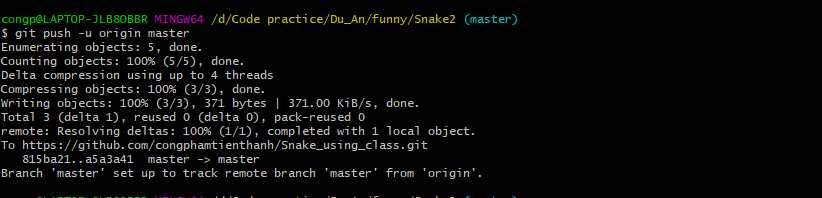 congp@LAPTOP-JLB8OBBR MINGW64 /d/Code practice/Du_An/funny/Snake2 (master)
$ git push -u origin master
Enumerating objects: 5, done.
Counting objects: 100% (5/5), done.
Delta compression using up to 4 threads
Compressing objects: 100% (3/3), done.
Writing objects: 100% (3/3), 371 bytes | 371.00 KiB/s, done.
Total 3 (delta 1), reused 0 (delta 0), pack-reused 0
remote: Resolving deltas: 100% (1/1), completed with 1 local object.
To https://github.com/congphamtienthanh/Snake_using_class.git
   815ba21..a5a3a41  master -> master
Branch 'master' set up to track remote branch 'master' from 'origin'.